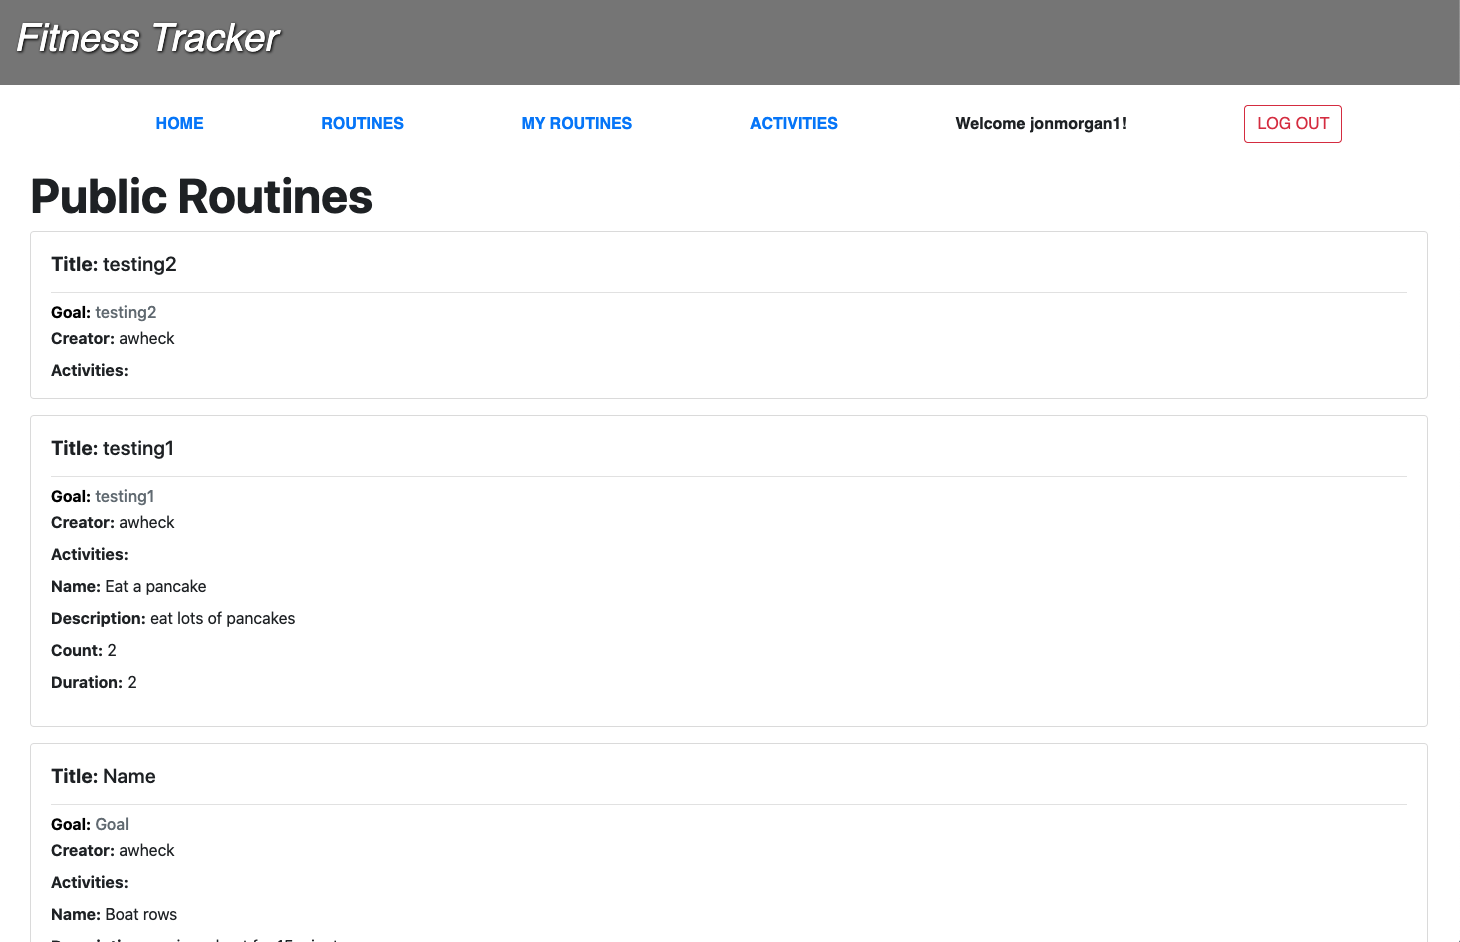 Fitness Tracker
HOME ROUTINES MY ROUTINES ACTIVITIES Welcome jonmorgan1! LOG OUT
Public Routines
Title: testing2
Goal: testing2
Creator: awheck
Activities:
Title: testing1
Goal: testing1
Creator: awheck
Activities:
Name: Eat a pancake
Description: eat lots of pancakes
Count: 2
Duration: 2
Title: Name
Goal: Goal
Creator: awheck
Activities:
Name: Boat rows